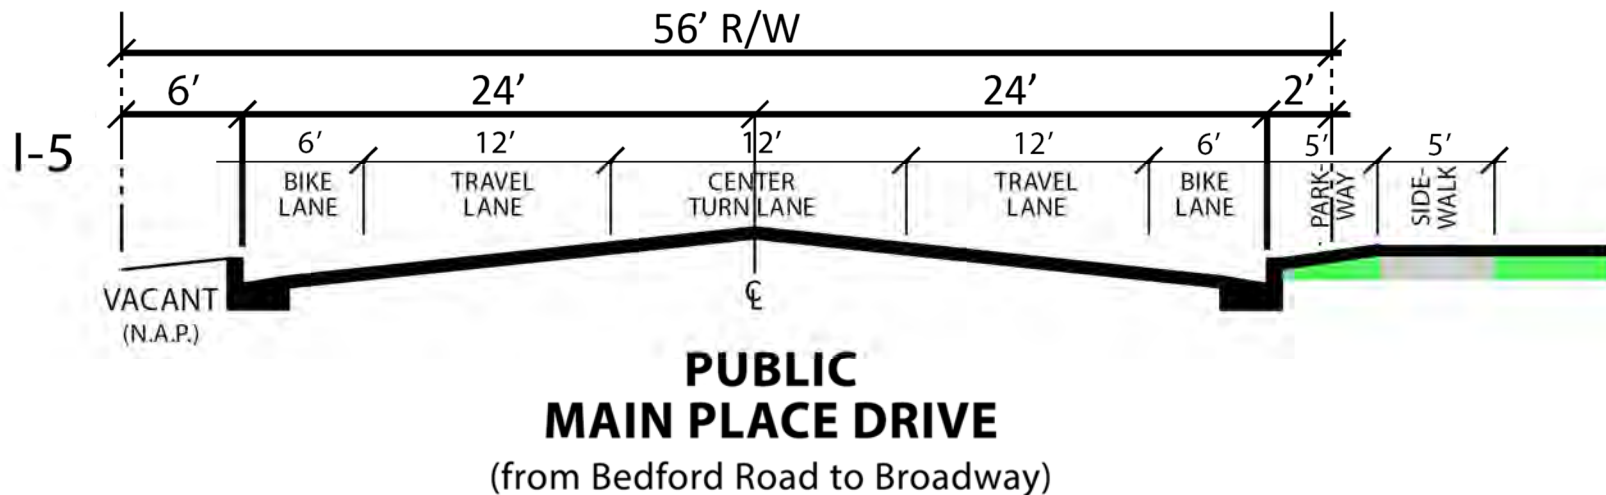 56’ R/W
6’ 24’ 24’ 2’
I-5
6’ 12’ 12’ 12’ 6’ 5’ 5’
BIKE
LANE
TRAVEL
LANE
CENTER
TURN LANE
TRAVEL
LANE
BIKE
LANE
PARK-
WAY
SIDE-
WALK
VACANT
(N.A.P.)
℄
PUBLIC
MAIN PLACE DRIVE
(from Bedford Road to Broadway)